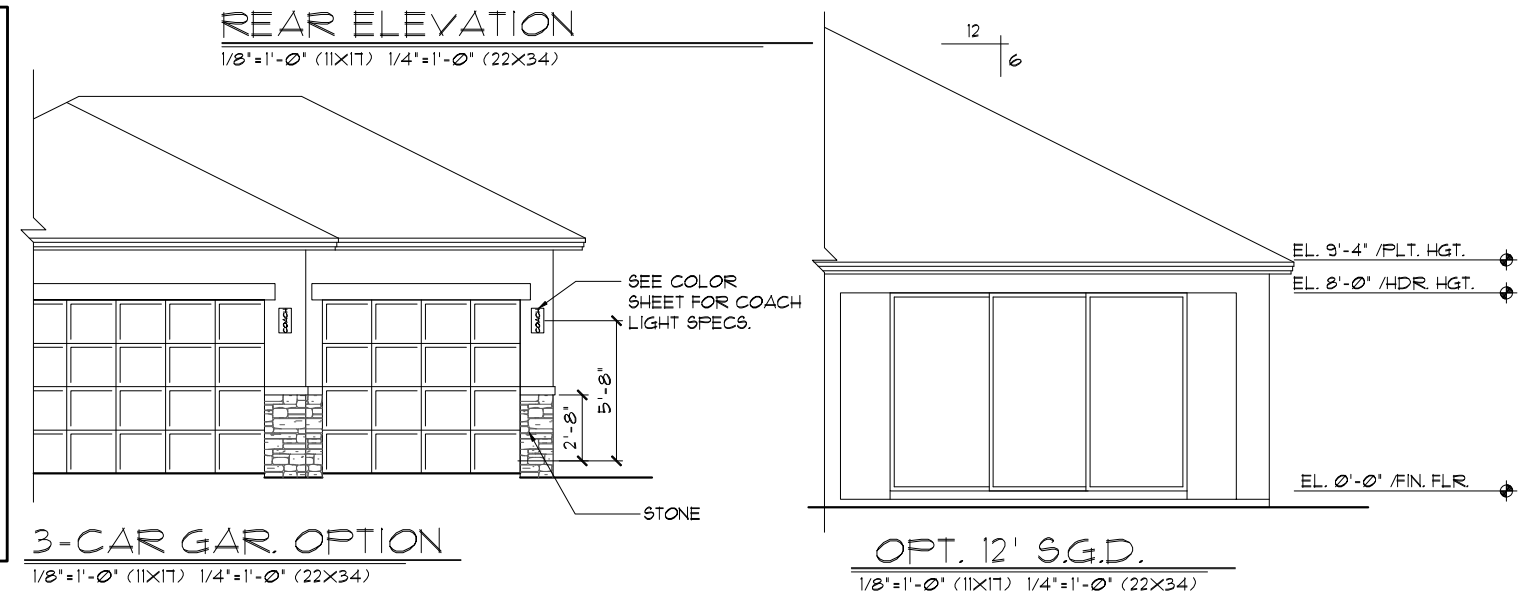 REAR ELEVATION
1/8"=1'-0" (11X17) 1/4"=1'-0" (22X34)
12
6
SEE COLOR
SHEET FOR COACH
LIGHT SPECS.
COACH
COACH
5'-8"
2'-8"
STONE
3-CAR GAR. OPTION
1/8"=1'-0" (11X17) 1/4"=1'-0" (22X34)
EL. 9'-4" /PLT. HGT.
EL. 8'-0" /HDR. HGT.
EL. 0'-0" /FIN. FLR.
OPT. 12' S.G.D.
1/8"=1'-0" (11X17) 1/4"=1'-0" (22X34)